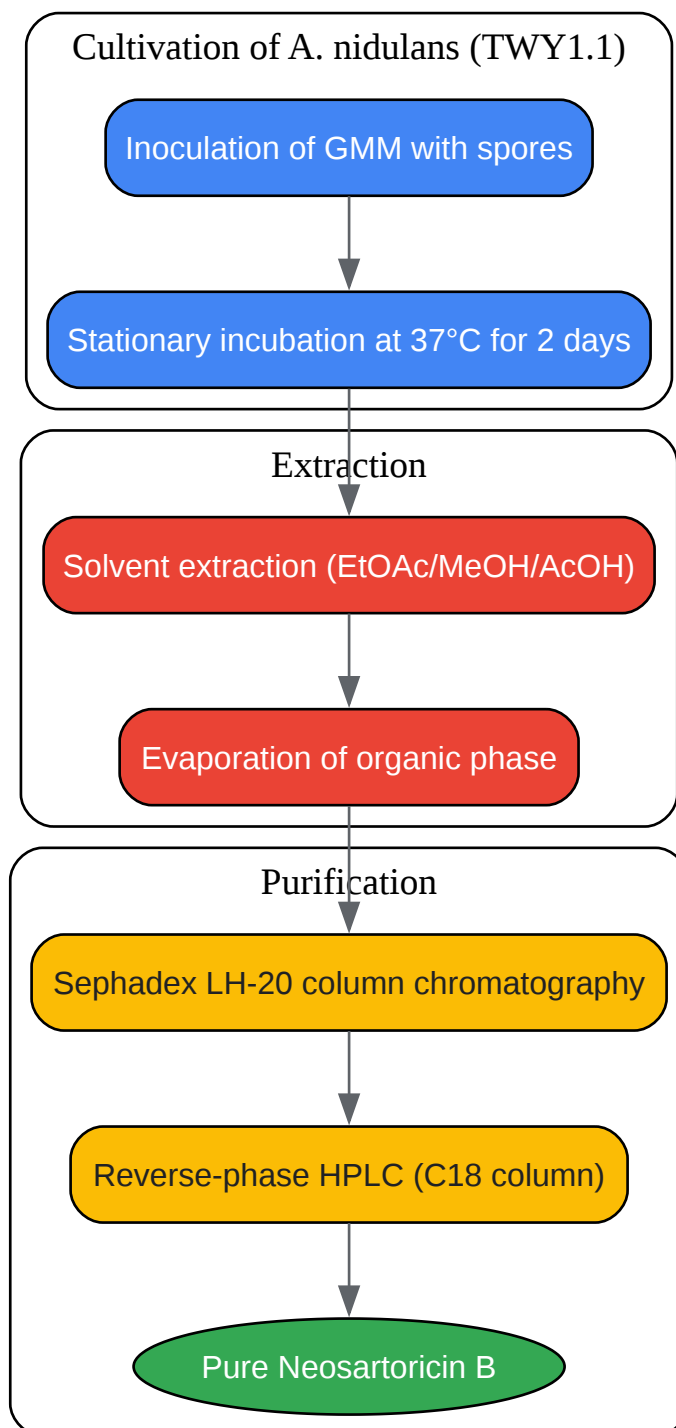 Cultivation of A. nidulans (TWY1.1)
Inoculation of GMM with spores
Stationary incubation at 37°C for 2 days
Extraction
Solvent extraction (EtOAc/MeOH/AcOH)
Evaporation of organic phase
Purification
Sephadex LH-20 column chromatography
Reverse-phase HPLC (C18 column)
Pure Neosartoricin B